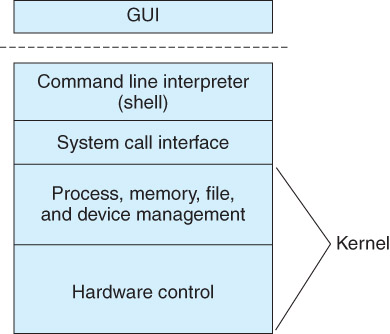 GUI
Command line interpreter
(shell)
System call interface
Process, memory, file,
and device management
Kernel
Hardware control